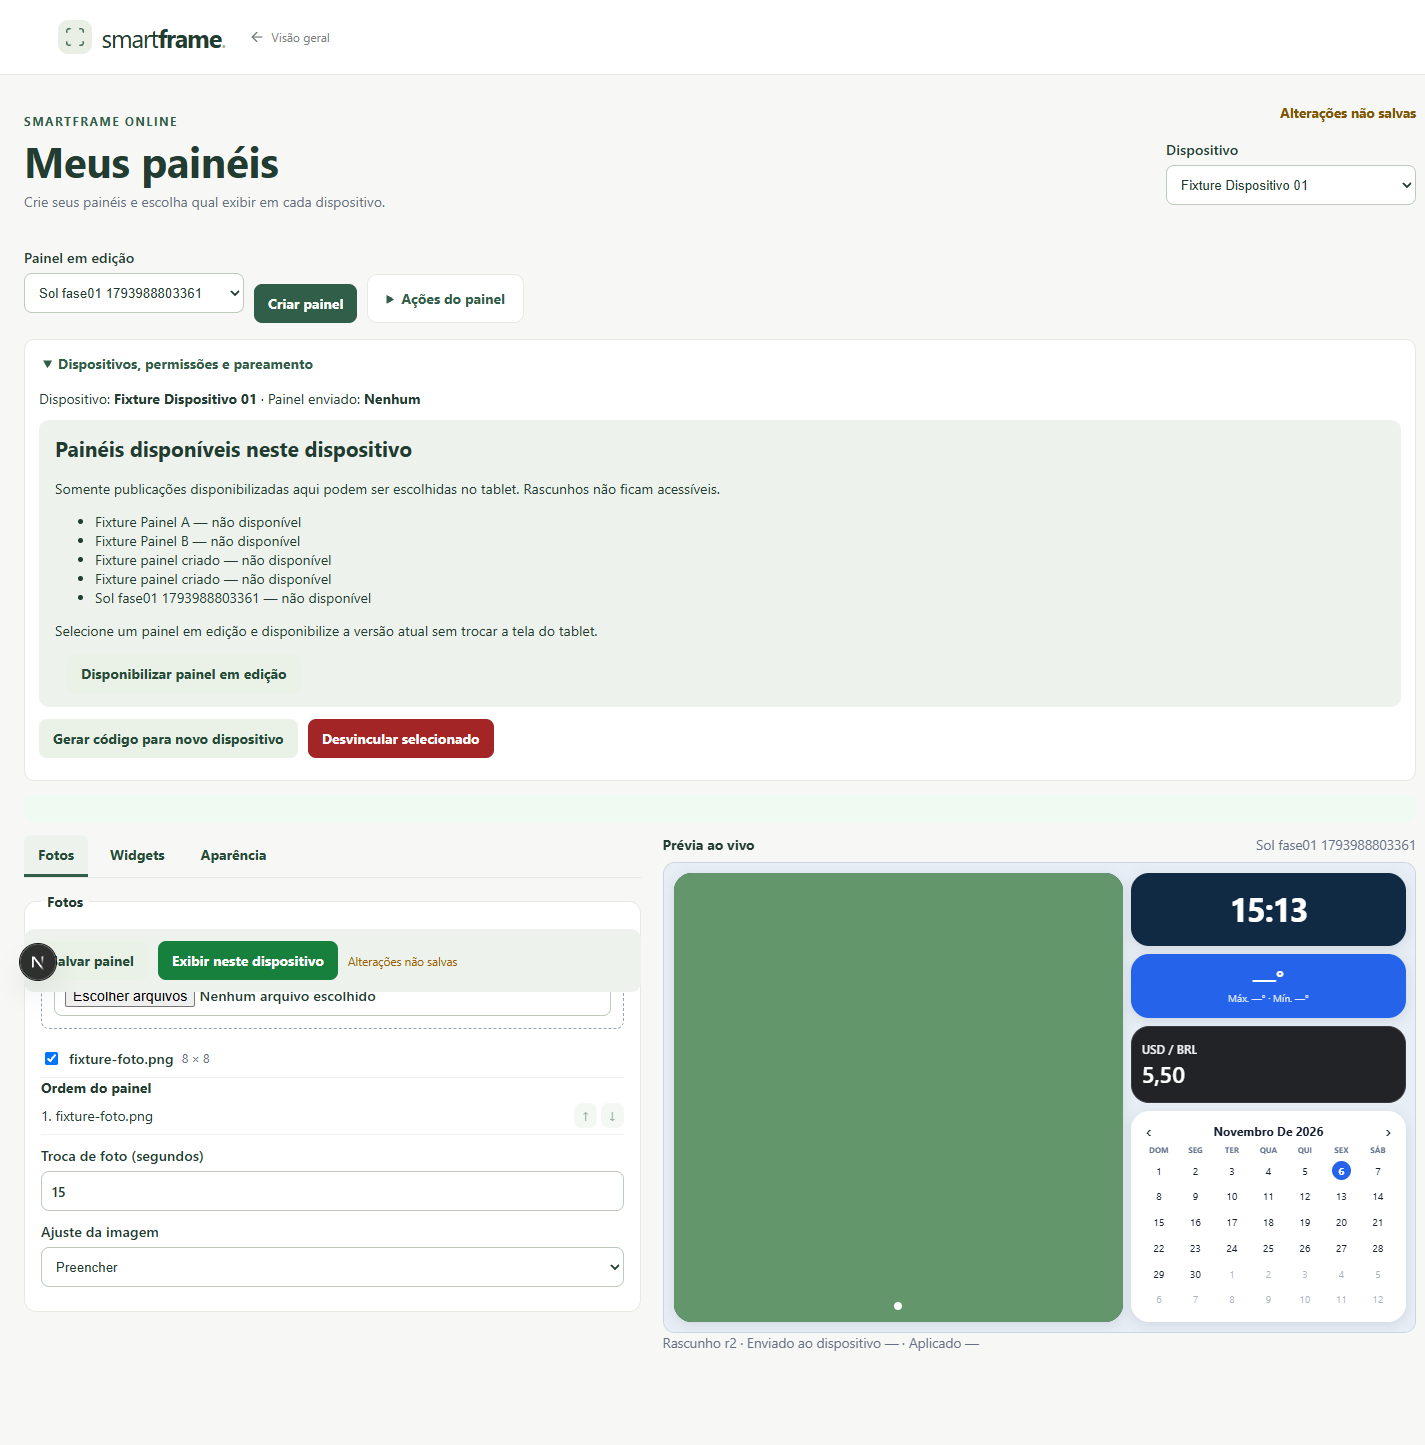 smartframe.
← Visão geral
SMARTFRAME ONLINE
Meus painéis
Crie seus painéis e escolha qual exibir em cada dispositivo.
Alterações não salvas
Dispositivo
Fixture Dispositivo 01
Painel em edição
Sol fase01 1793988803361
Criar painel
▶ Ações do painel
▼ Dispositivos, permissões e pareamento
Dispositivo: Fixture Dispositivo 01 · Painel enviado: Nenhum
Painéis disponíveis neste dispositivo
Somente publicações disponibilizadas aqui podem ser escolhidas no tablet. Rascunhos não ficam acessíveis.
• Fixture Painel A — não disponível
• Fixture Painel B — não disponível
• Fixture painel criado — não disponível
• Fixture painel criado — não disponível
• Sol fase01 1793988803361 — não disponível
Selecione um painel em edição e disponibilize a versão atual sem trocar a tela do tablet.
Disponibilizar painel em edição
Gerar código para novo dispositivo
Desvincular selecionado
Fotos Widgets Aparência
Fotos
N
alvar painel
Exibir neste dispositivo
Alterações não salvas
Escolher arquivos Nenhum arquivo escolhido
fixture-foto.png 8 × 8
Ordem do painel
1. fixture-foto.png ↑ ↓
Troca de foto (segundos)
15
Ajuste da imagem
Preencher
Prévia ao vivo
Sol fase01 1793988803361
15:13
—°
Máx. —° · Mín. —°
USD / BRL
5,50
‹ Novembro De 2026 ›
DOM SEG TER QUA QUI SEX SÁB
1 2 3 4 5 6 7
8 9 10 11 12 13 14
15 16 17 18 19 20 21
22 23 24 25 26 27 28
29 30 1 2 3 4 5
6 7 8 9 10 11 12
Rascunho r2 · Enviado ao dispositivo — · Aplicado —